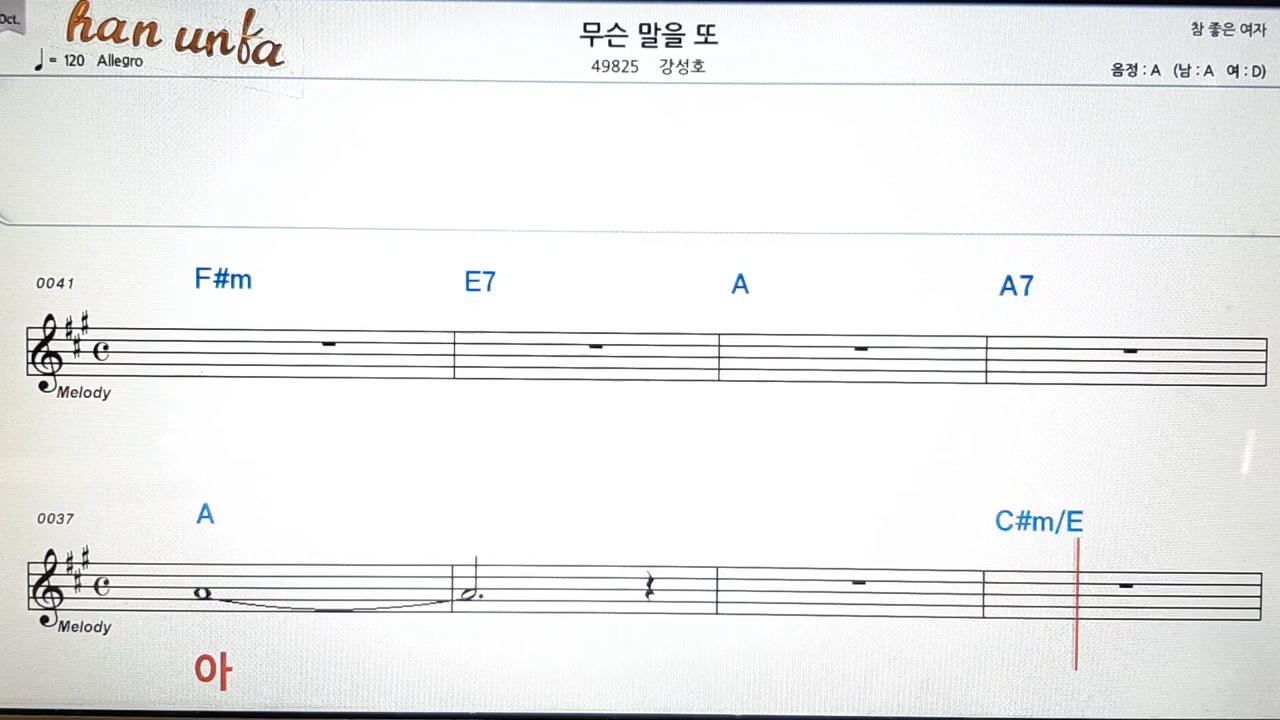 Oct.
han unfa
무슨 말을 또
참 좋은 여자
♩= 120 Allegro
49825 강성호
음정 : A (남 : A 여 : D)
0041 F#m E7 A A7
Melody
0037 A C#m/E
Melody
아